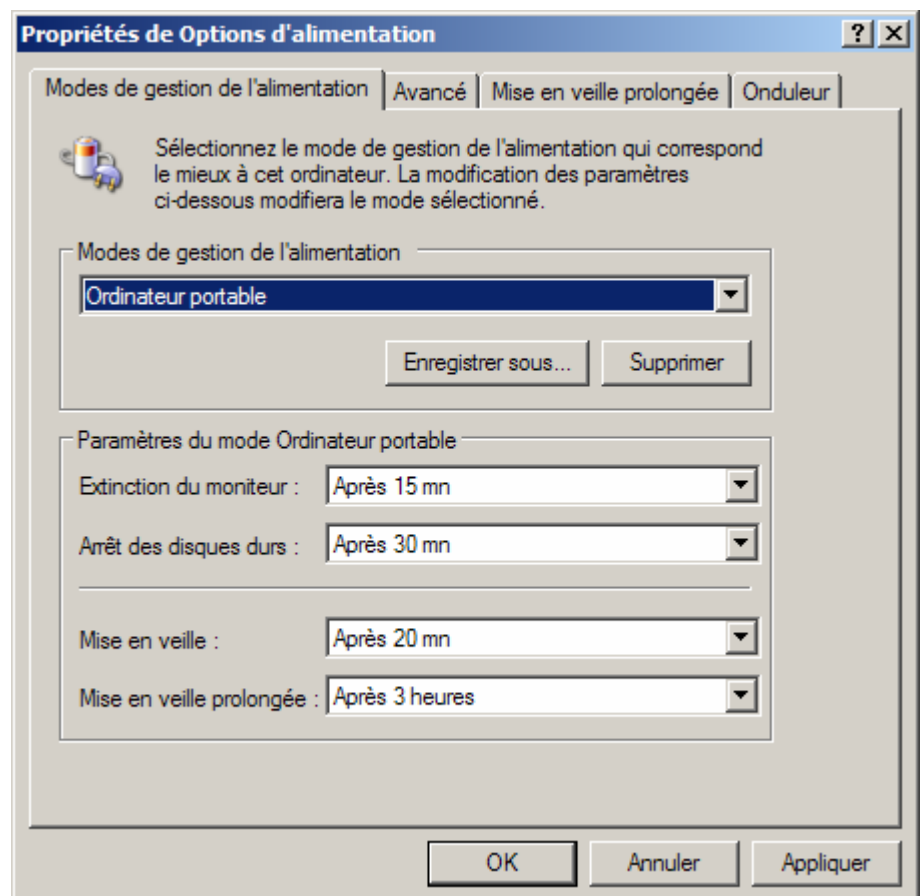 Propriétés de Options d'alimentation
Modes de gestion de l'alimentation
Avancé
Mise en veille prolongée
Onduleur
Sélectionnez le mode de gestion de l'alimentation qui correspond
le mieux à cet ordinateur. La modification des paramètres
ci-dessous modifiera le mode sélectionné.
Modes de gestion de l'alimentation
Ordinateur portable
Enregistrer sous...
Supprimer
Paramètres du mode Ordinateur portable
Extinction du moniteur : Après 15 mn
Arrêt des disques durs : Après 30 mn
Mise en veille : Après 20 mn
Mise en veille prolongée : Après 3 heures
OK
Annuler
Appliquer